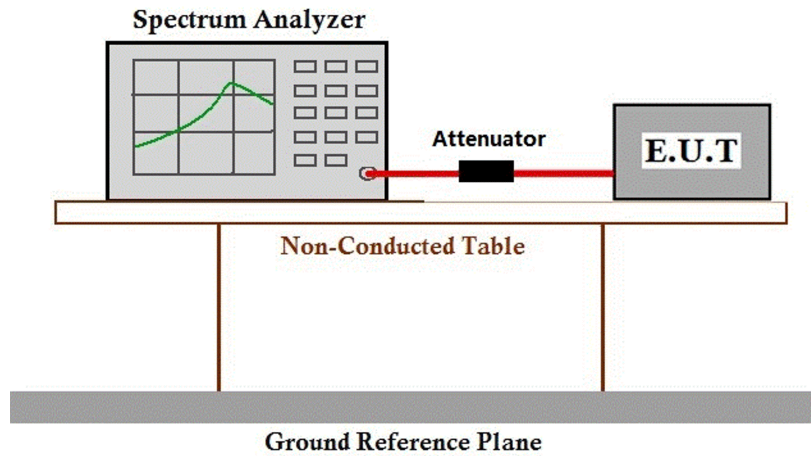 Spectrum Analyzer
Attenuator
E.U.T
Non-Conducted Table
Ground Reference Plane